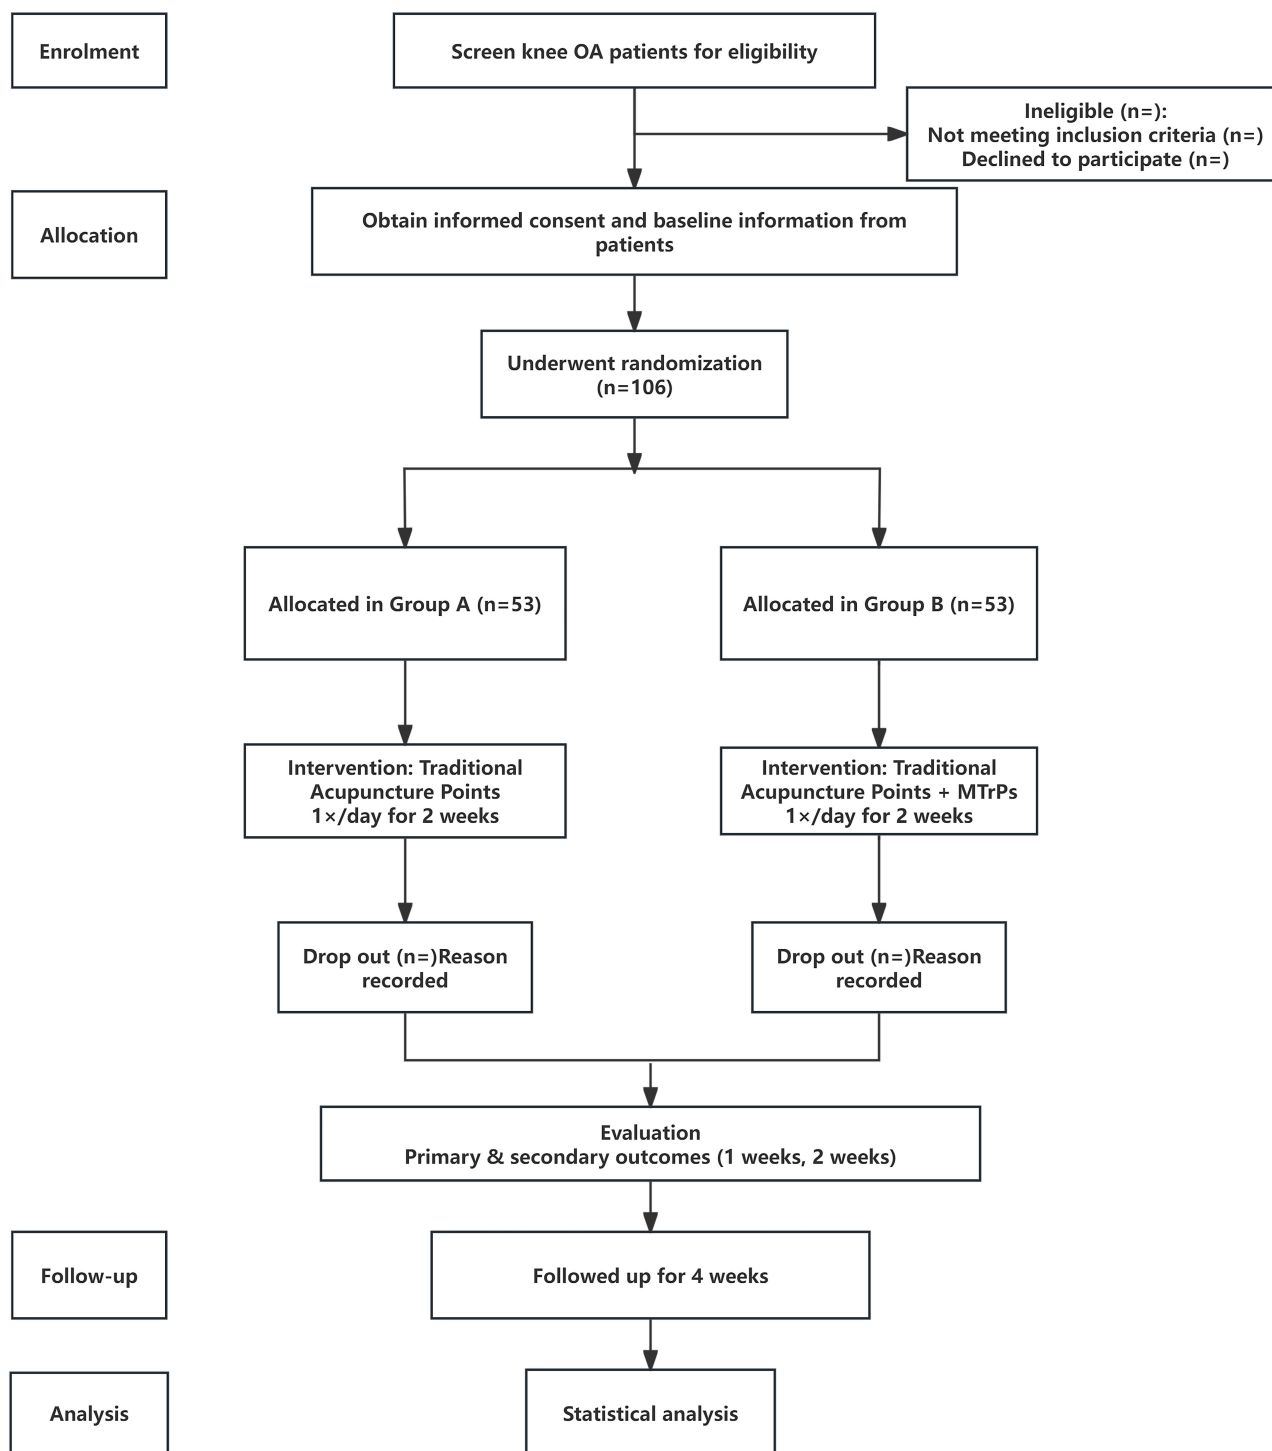 Enrolment
Screen knee OA patients for eligibility
Ineligible (n=):
Not meeting inclusion criteria (n=)
Declined to participate (n=)
Allocation
Obtain informed consent and baseline information from
patients
Underwent randomization
(n=106)
Allocated in Group A (n=53)
Allocated in Group B (n=53)
Intervention: Traditional
Acupuncture Points
1×/day for 2 weeks
Intervention: Traditional
Acupuncture Points + MTrPs
1×/day for 2 weeks
Drop out (n=)Reason
recorded
Drop out (n=)Reason
recorded
Evaluation
Primary & secondary outcomes (1 weeks, 2 weeks)
Follow-up
Followed up for 4 weeks
Analysis
Statistical analysis